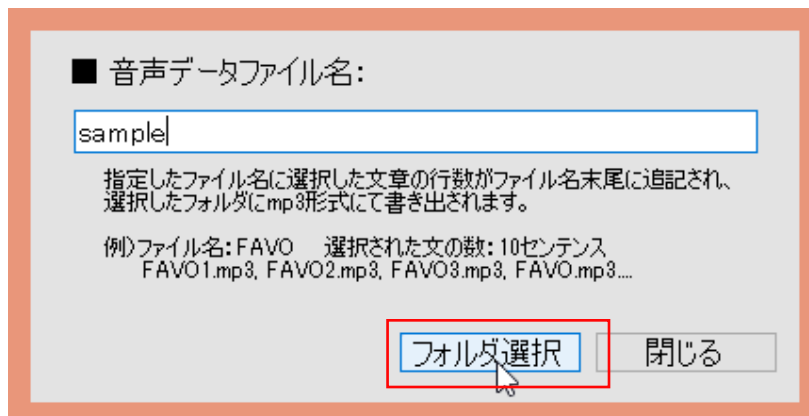 ■ 音声データファイル名:
sample
指定したファイル名に選択した文章の行数がファイル名末尾に追記され、
選択したフォルダにmp3形式にて書き出されます。
例)ファイル名:FAVO 選択された文の数:10センテンス
FAVO1.mp3, FAVO2.mp3, FAVO3.mp3, FAVO.mp3....
フォルダ選択 閉じる